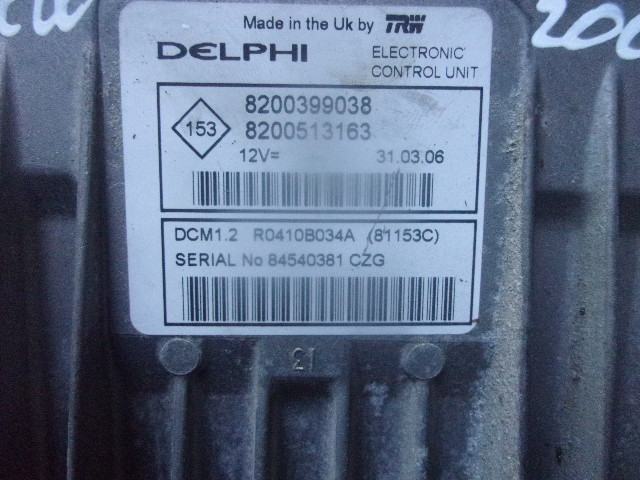 Made in the Uk by TRW
DELPHI
ELECTRONIC
CONTROL UNIT
153
8200399038
8200513163
12V= 31.03.06
DCM1.2 R0410B034A (81153C)
SERIAL No 84540381 CZG
21